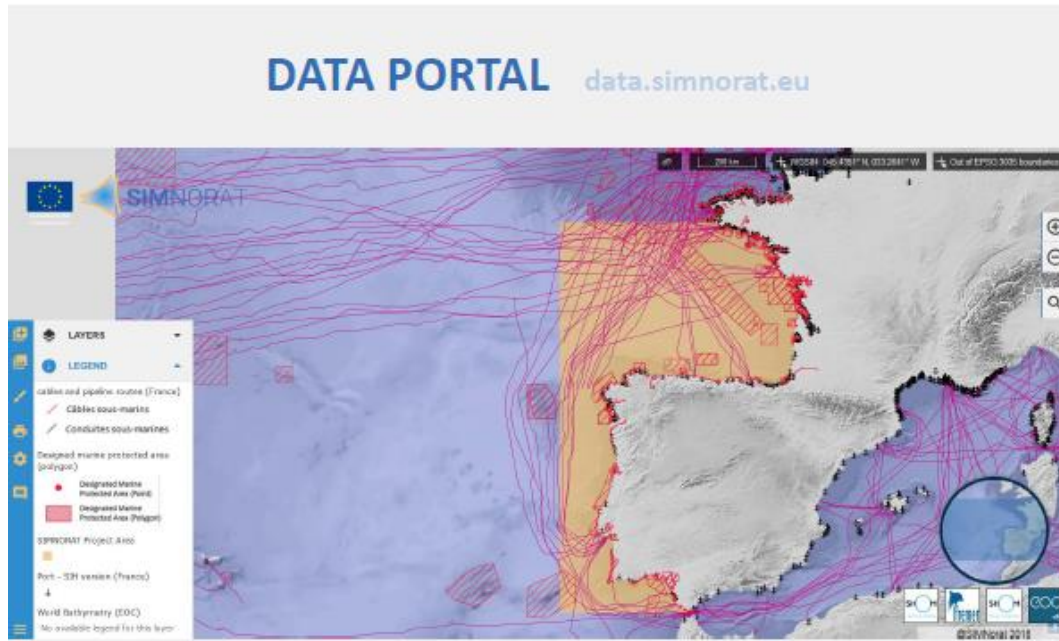 DATA PORTAL data.simnorat.eu
200 km
Out of EPSG:3035 boundaries
SIMNORAT
LAYERS
LEGEND
cables and pipeline routes (France)
Câbles sous-marins
Conduites sous-marines
Designed marine protected area
(polygon)
Designated Marine
Protected Area (Point)
Designated Marine
Protected Area (Polygon)
SIMNORAT Project Area
Port - SIH version (France)
World Bathymetry (EOC)
No available legend for this layer
©SIMNorat 2018